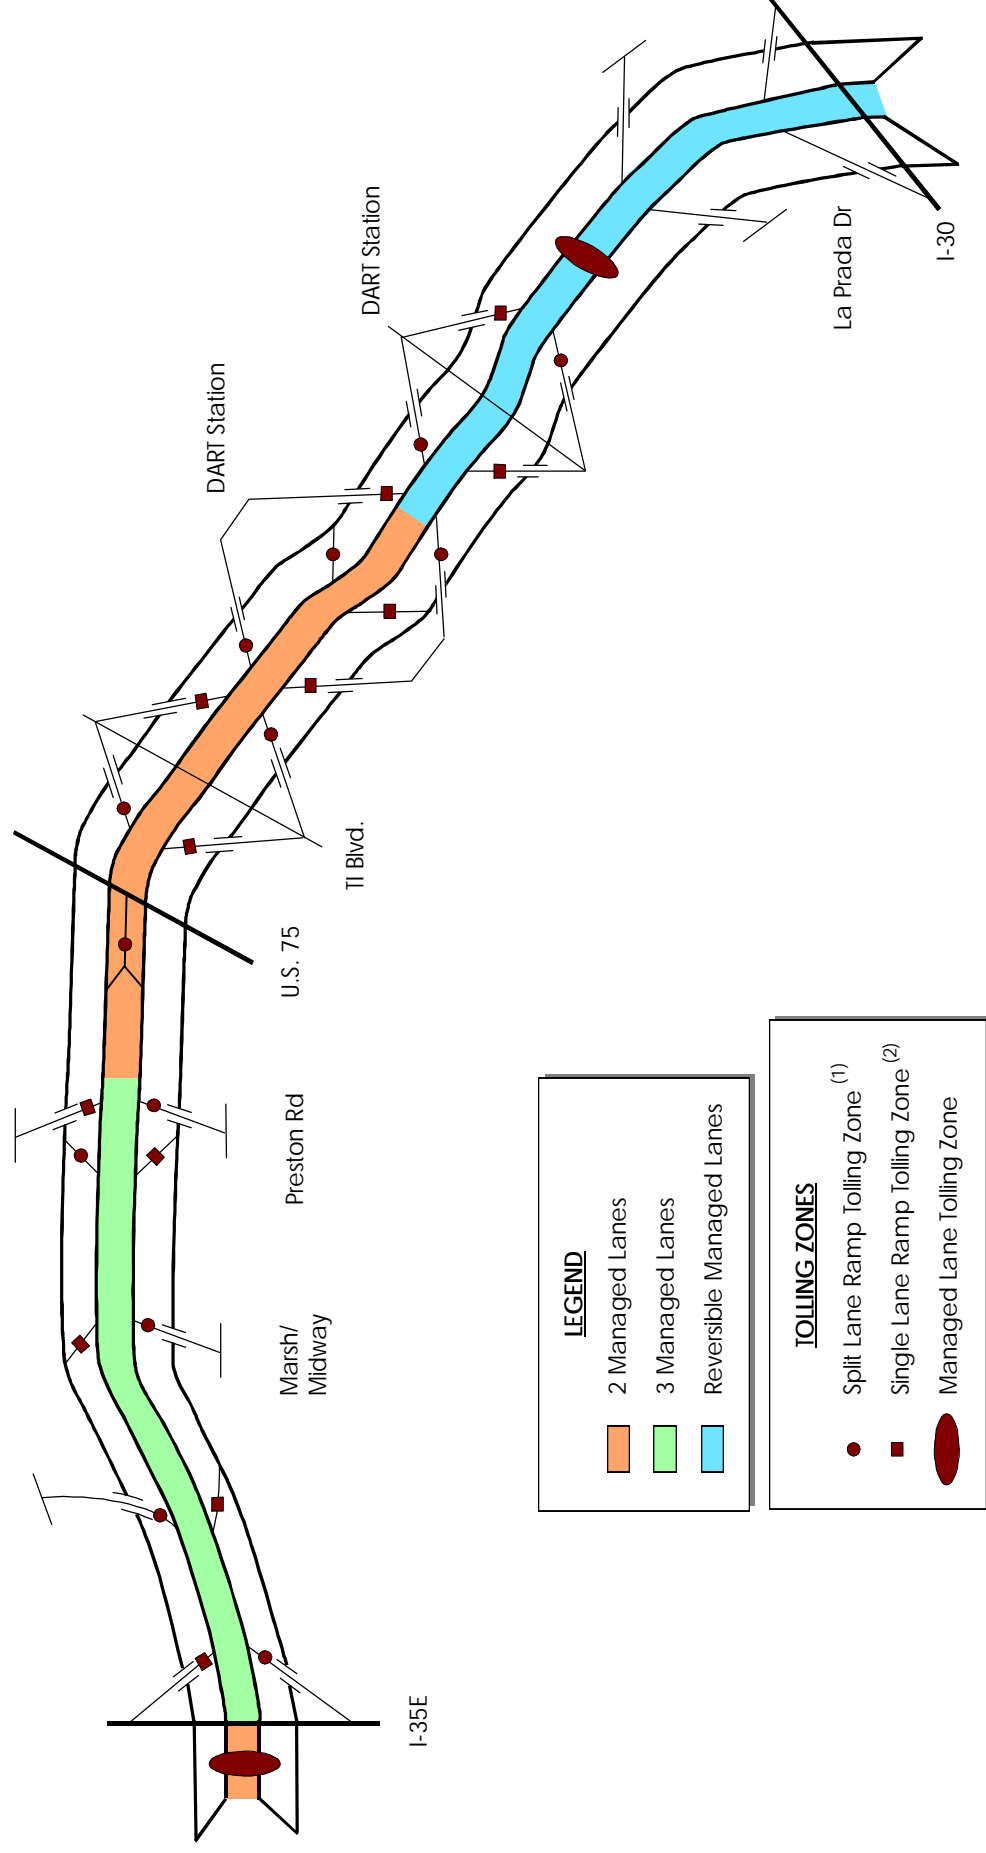 I-35E
Marsh/
Midway
Preston Rd
U.S. 75
TI Blvd.
DART Station
DART Station
La Prada Dr
I-30
LEGEND
2 Managed Lanes
3 Managed Lanes
Reversible Managed Lanes
TOLLING ZONES
Split Lane Ramp Tolling Zone (1)
Single Lane Ramp Tolling Zone (2)
Managed Lane Tolling Zone